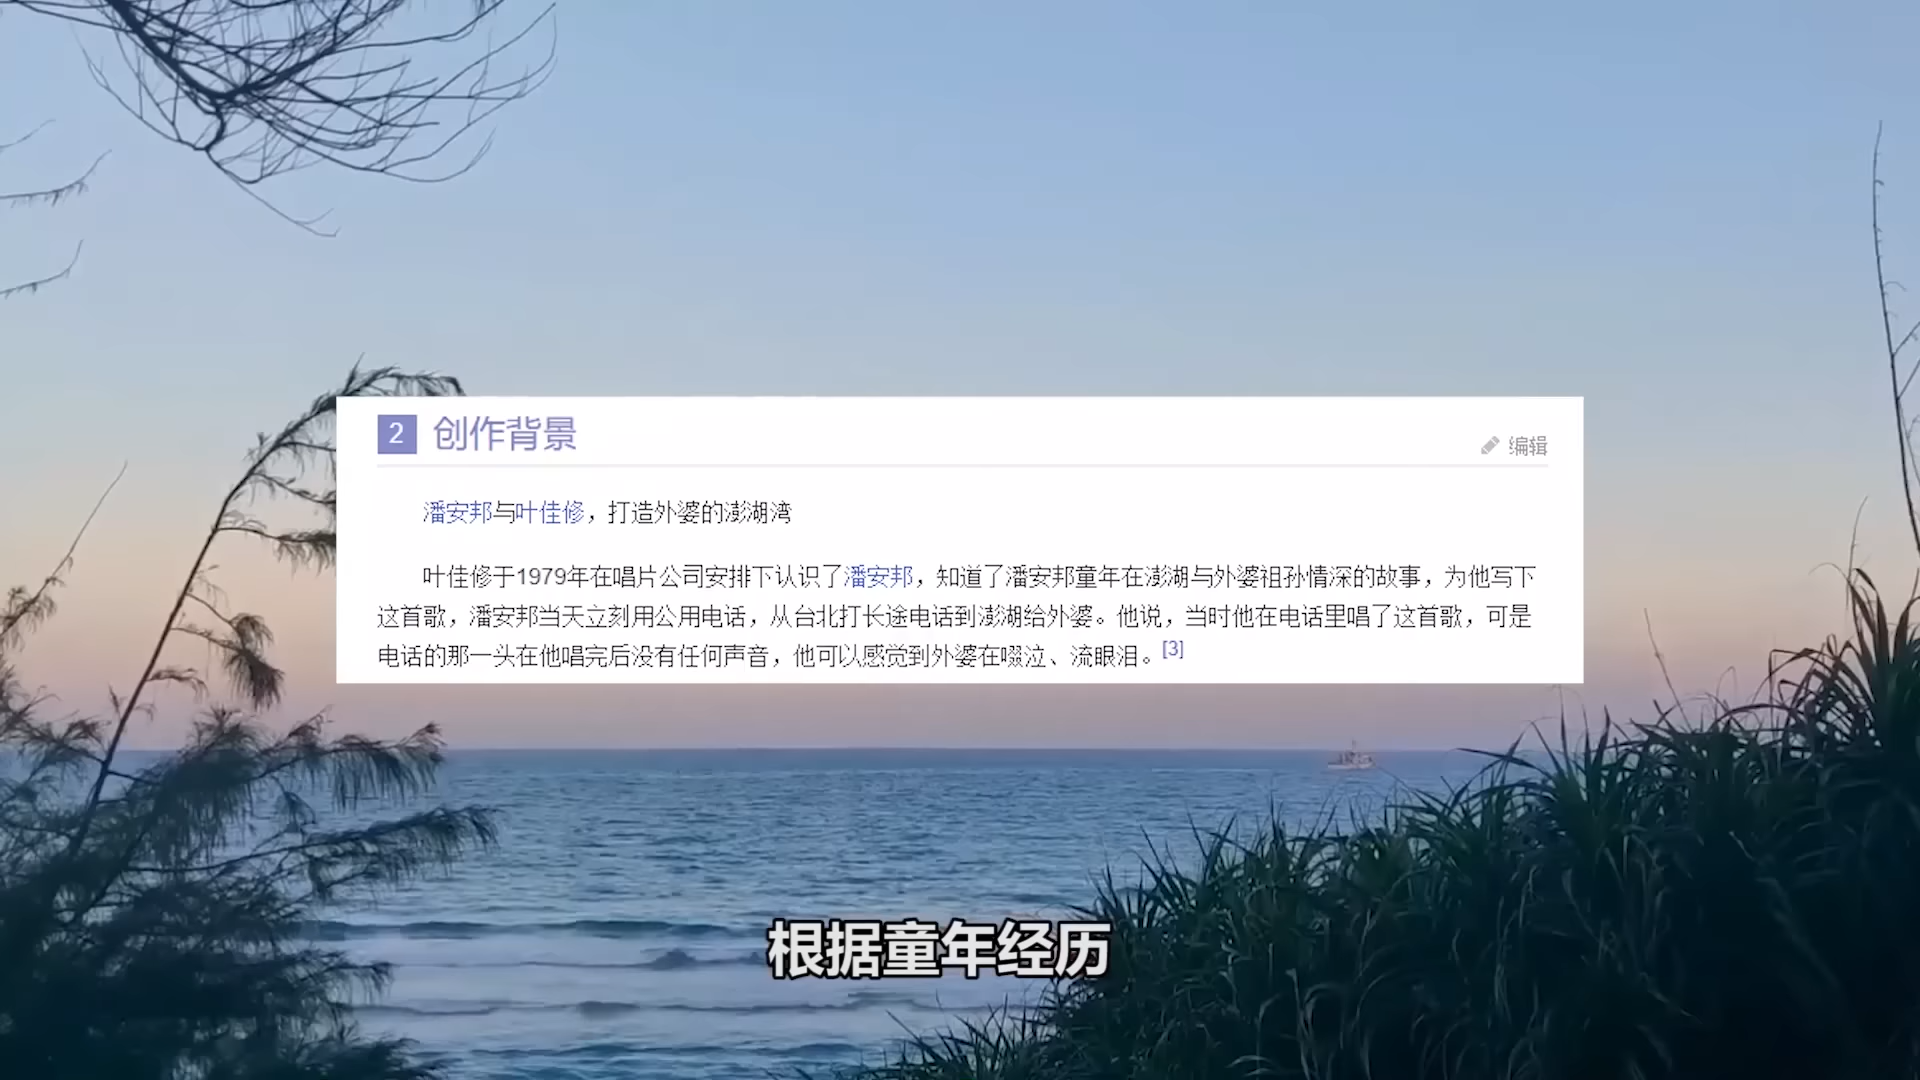 2 创作背景
编辑
潘安邦与叶佳修，打造外婆的澎湖湾
叶佳修于1979年在唱片公司安排下认识了潘安邦，知道了潘安邦童年在澎湖与外婆祖孙情深的故事，为他写下
这首歌，潘安邦当天立刻用公用电话，从台北打长途电话到澎湖给外婆。他说，当时他在电话里唱了这首歌，可是
电话的那一头在他唱完后没有任何声音，他可以感觉到外婆在啜泣、流眼泪。[3]
根据童年经历